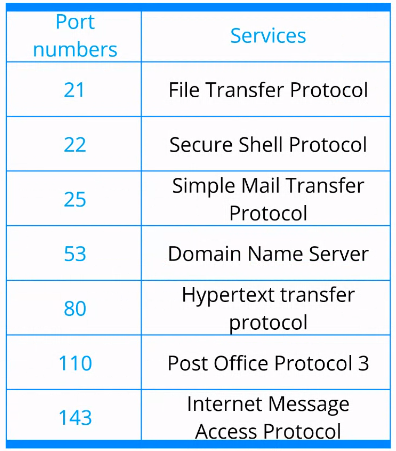 Port
numbers
Services
21
File Transfer Protocol
22
Secure Shell Protocol
25
Simple Mail Transfer
Protocol
53
Domain Name Server
80
Hypertext transfer
protocol
110
Post Office Protocol 3
143
Internet Message
Access Protocol